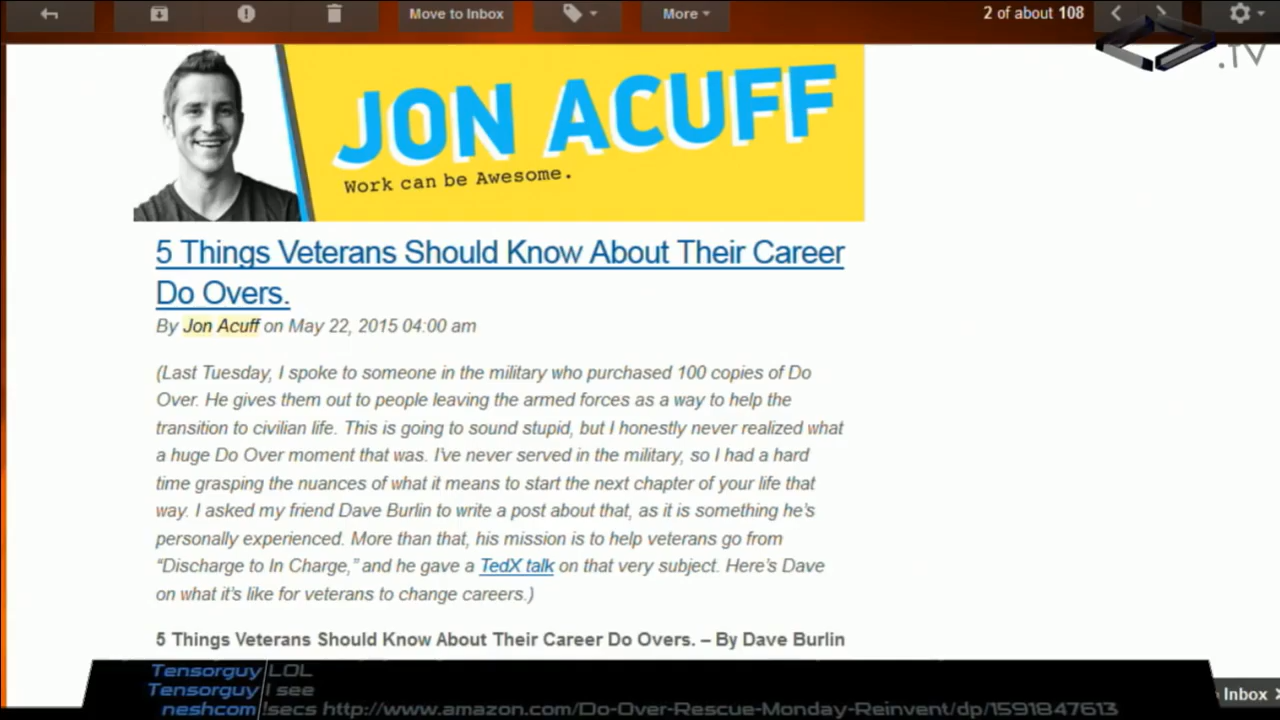 Move to Inbox
More
2 of about 108
.TV
JON ACUFF
Work can be Awesome.
5 Things Veterans Should Know About Their Career
Do Overs.
By Jon Acuff on May 22, 2015 04:00 am
(Last Tuesday, I spoke to someone in the military who purchased 100 copies of Do
Over. He gives them out to people leaving the armed forces as a way to help the
transition to civilian life. This is going to sound stupid, but I honestly never realized what
a huge Do Over moment that was. I've never served in the military, so I had a hard
time grasping the nuances of what it means to start the next chapter of your life that
way. I asked my friend Dave Burlin to write a post about that, as it is something he's
personally experienced. More than that, his mission is to help veterans go from
“Discharge to In Charge,” and he gave a TedX talk on that very subject. Here's Dave
on what it's like for veterans to change careers.)
5 Things Veterans Should Know About Their Career Do Overs. – By Dave Burlin
Tensorguy LOL
Tensorguy I see
neshcom !secs http://www.amazon.com/Do-Over-Rescue-Monday-Reinvent/dp/1591847613
Inbox